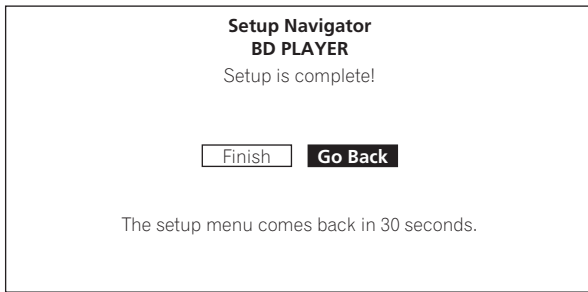 Setup Navigator
BD PLAYER
Setup is complete!
Finish Go Back
The setup menu comes back in 30 seconds.